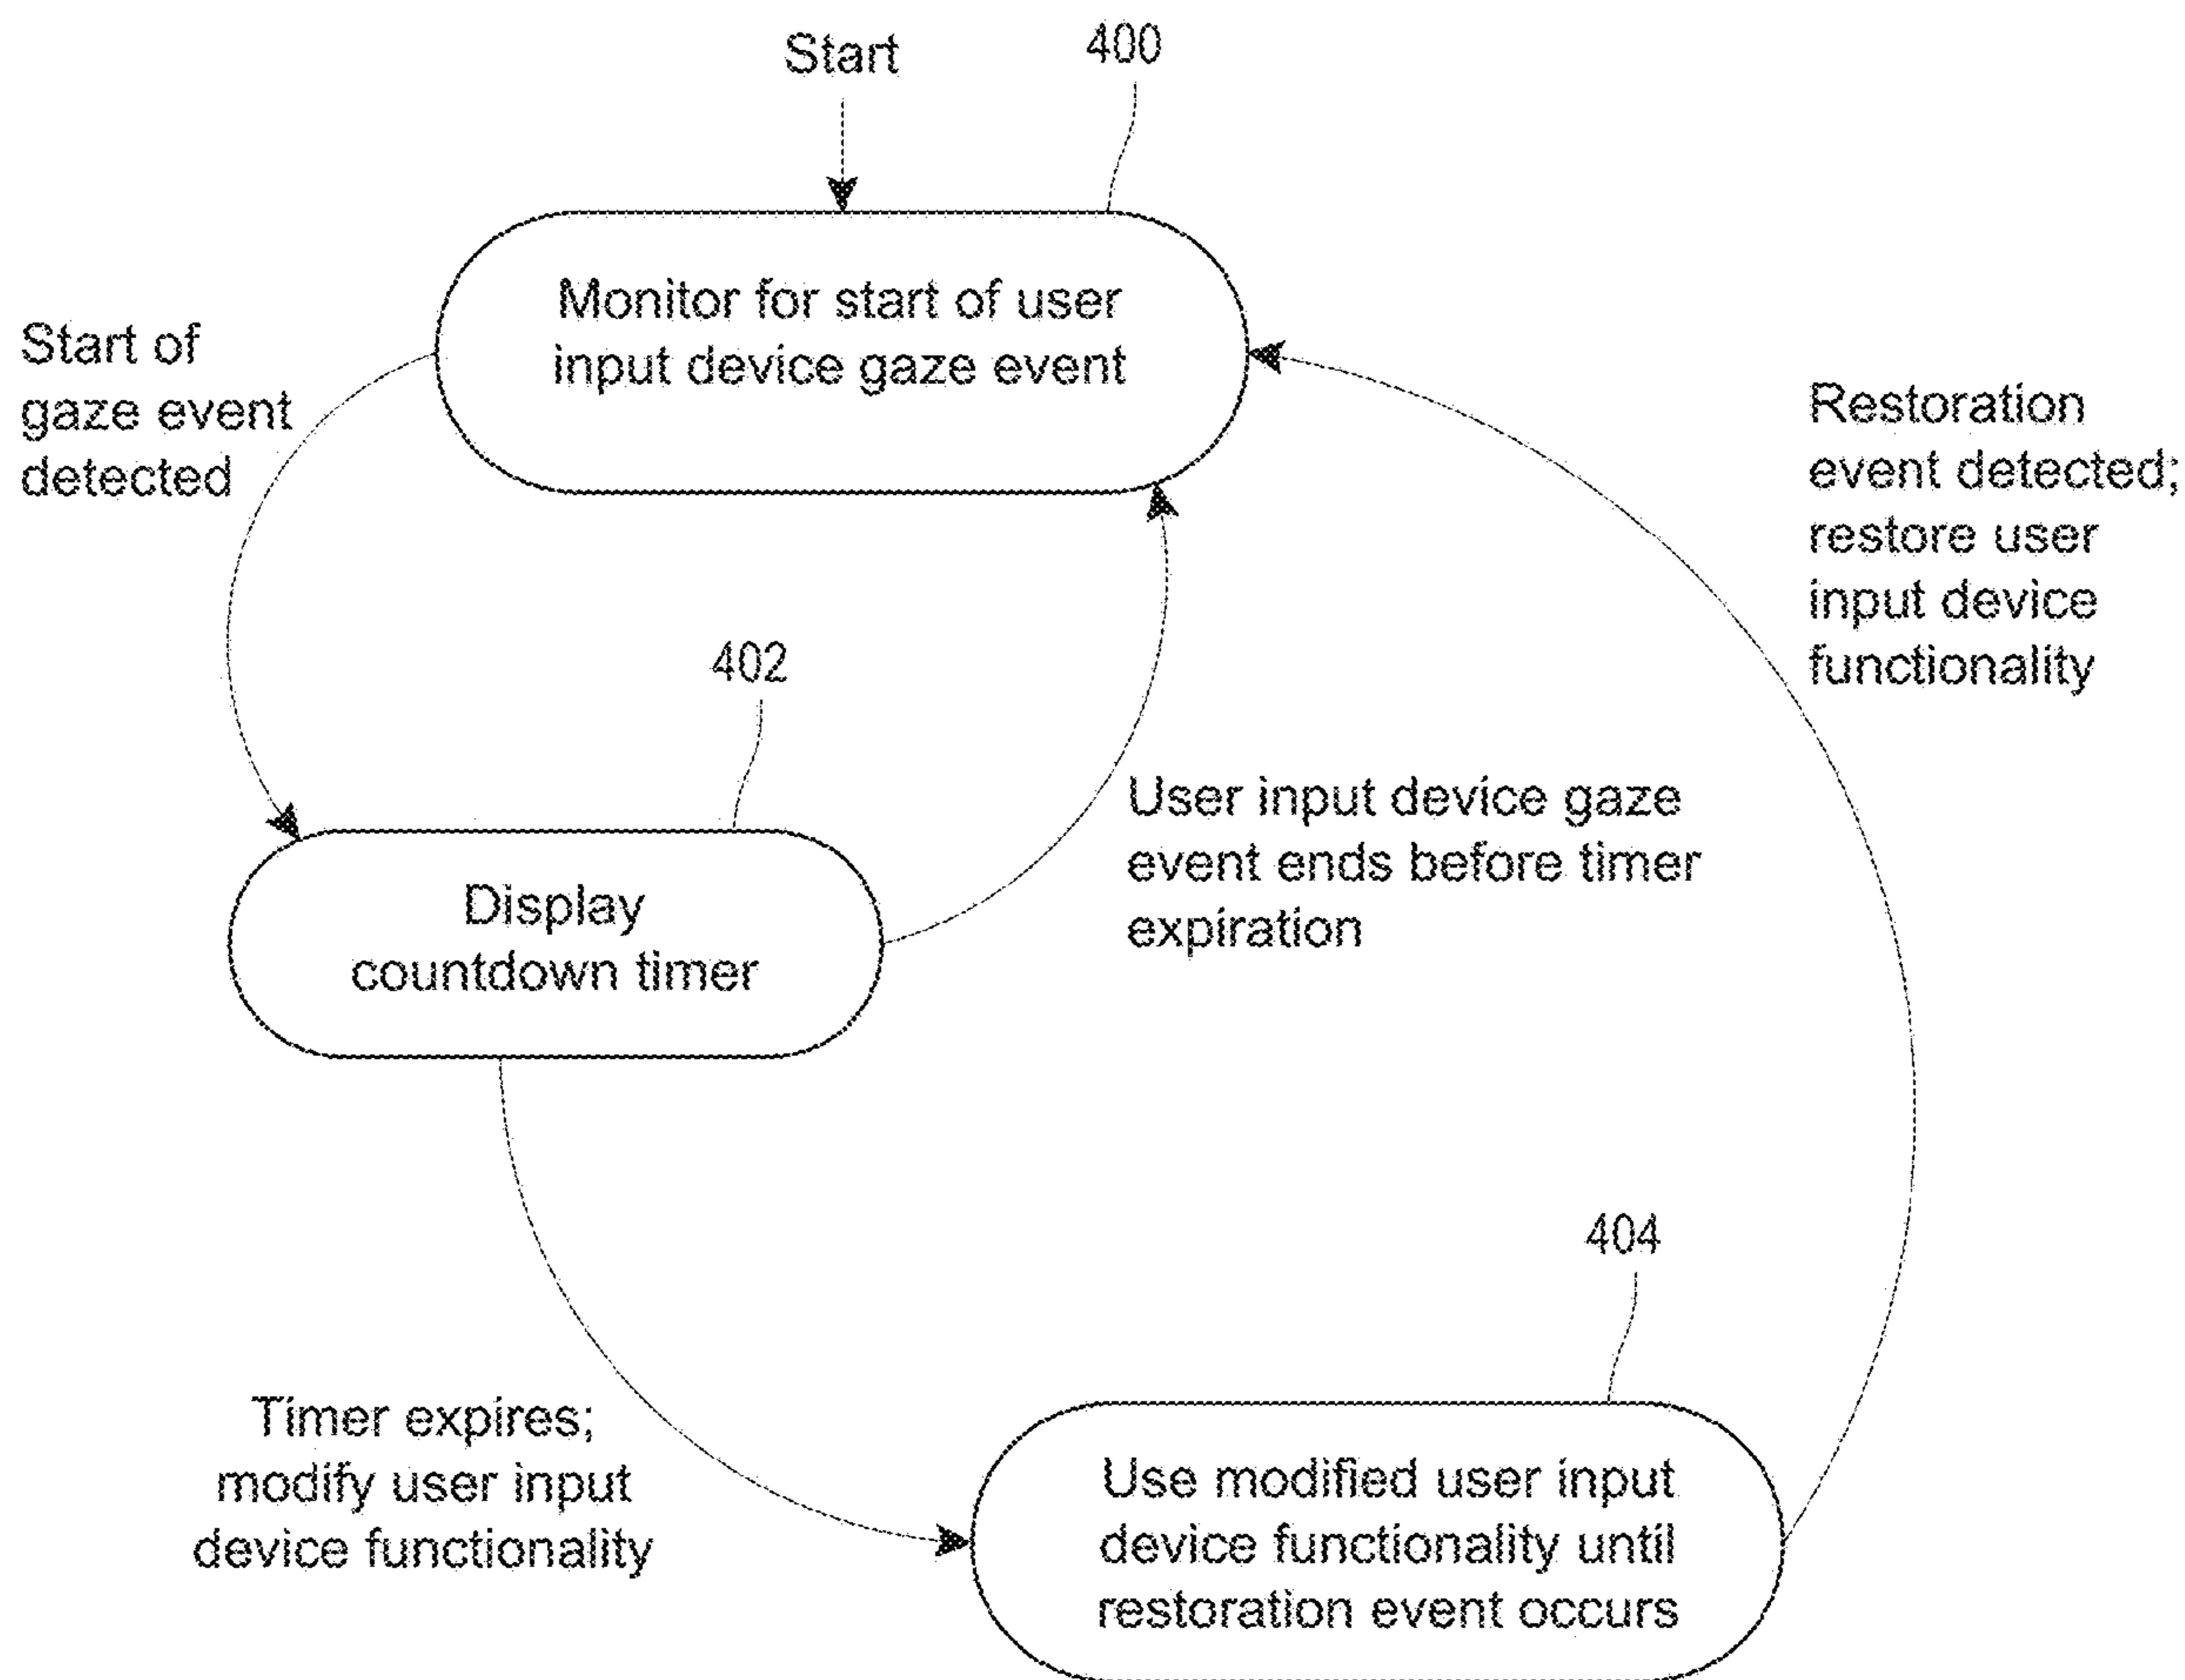 Start
400
Monitor for start of user
input device gaze event
Start of
gaze event
detected
Restoration
event detected;
restore user
input device
functionality
402
User input device gaze
event ends before timer
expiration
Display
countdown timer
404
Timer expires;
modify user input
device functionality
Use modified user input
device functionality until
restoration event occurs